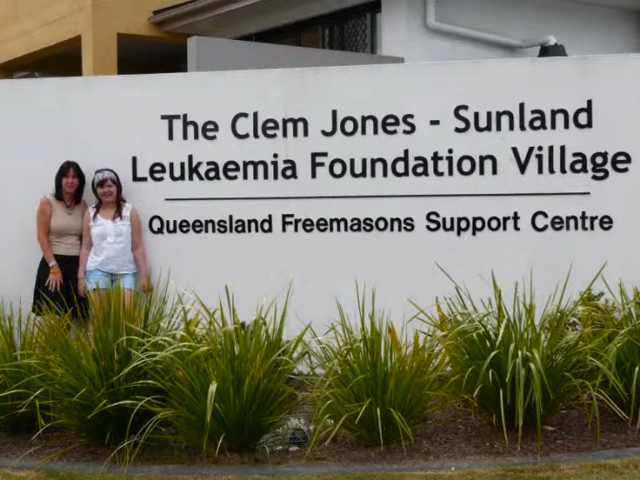 The Clem Jones - Sunland
Leukaemia Foundation Village
Queensland Freemasons Support Centre